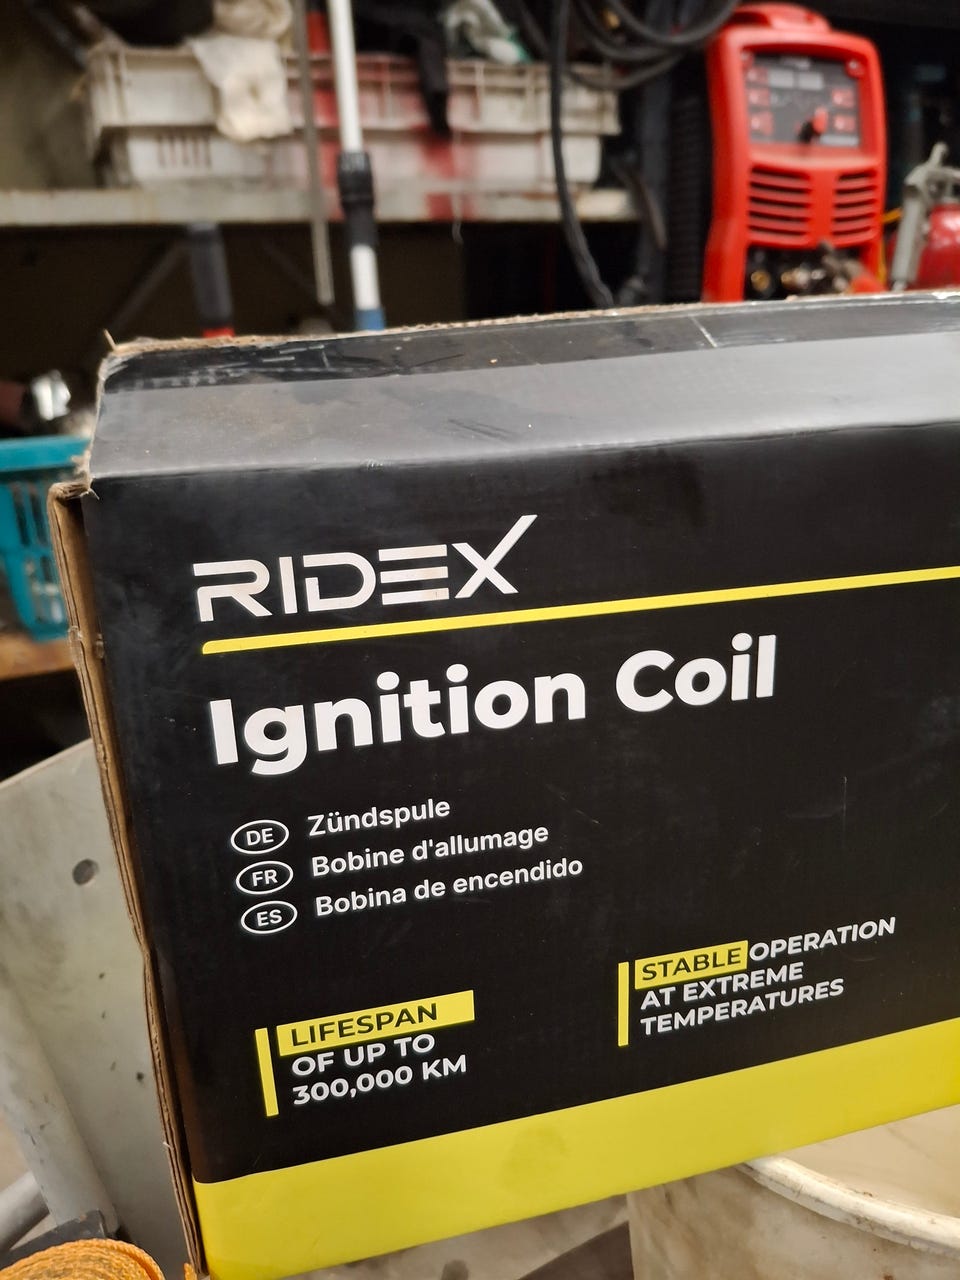 RIDEX
Ignition Coil
DE Zündspule
FR Bobine d'allumage
ES Bobina de encendido
LIFESPAN
OF UP TO
300,000 KM
STABLE OPERATION
AT EXTREME
TEMPERATURES